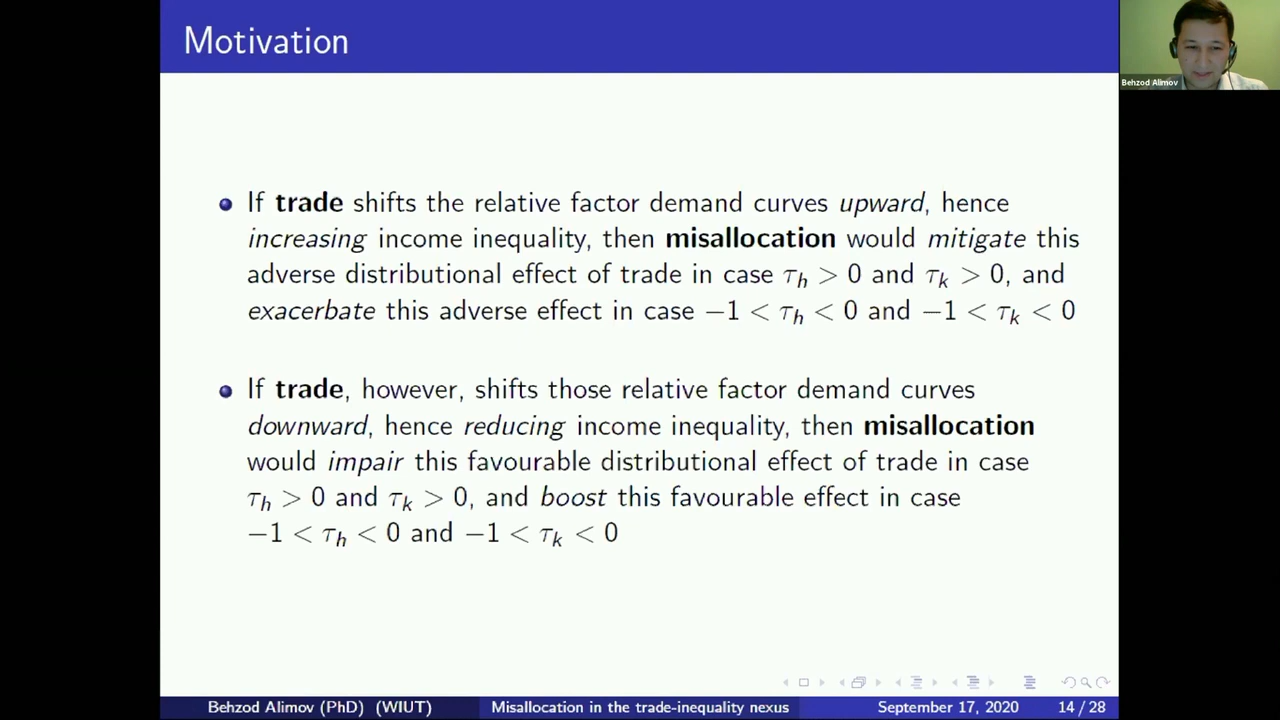 Motivation
Behzod Alimov
If trade shifts the relative factor demand curves upward, hence
increasing income inequality, then misallocation would mitigate this
adverse distributional effect of trade in case τₕ > 0 and τₖ > 0, and
exacerbate this adverse effect in case −1 < τₕ < 0 and −1 < τₖ < 0
If trade, however, shifts those relative factor demand curves
downward, hence reducing income inequality, then misallocation
would impair this favourable distributional effect of trade in case
τₕ > 0 and τₖ > 0, and boost this favourable effect in case
−1 < τₕ < 0 and −1 < τₖ < 0
Behzod Alimov (PhD) (WIUT) Misallocation in the trade-inequality nexus September 17, 2020 14 / 28